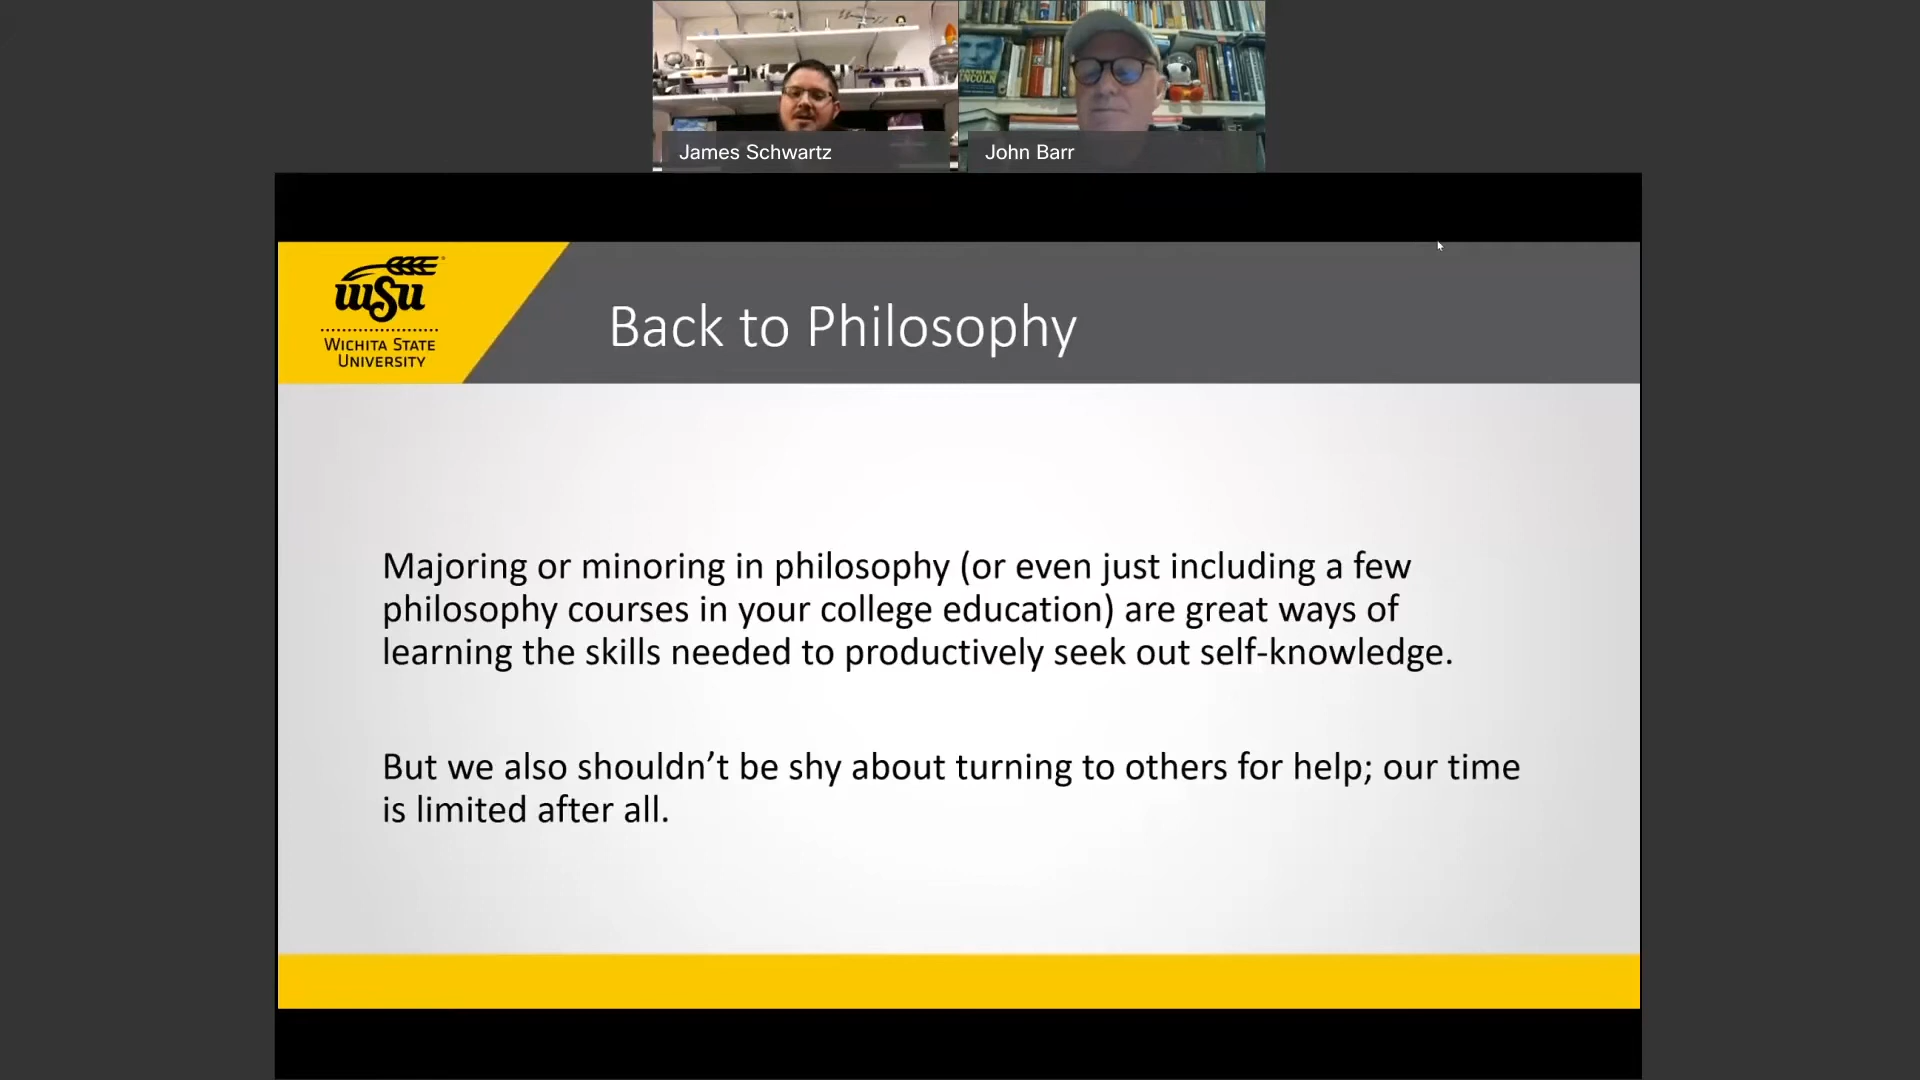 James Schwartz
John Barr
LINCOLN
wsu
WICHITA STATE
UNIVERSITY
Back to Philosophy
Majoring or minoring in philosophy (or even just including a few
philosophy courses in your college education) are great ways of
learning the skills needed to productively seek out self-knowledge.
But we also shouldn’t be shy about turning to others for help; our time
is limited after all.